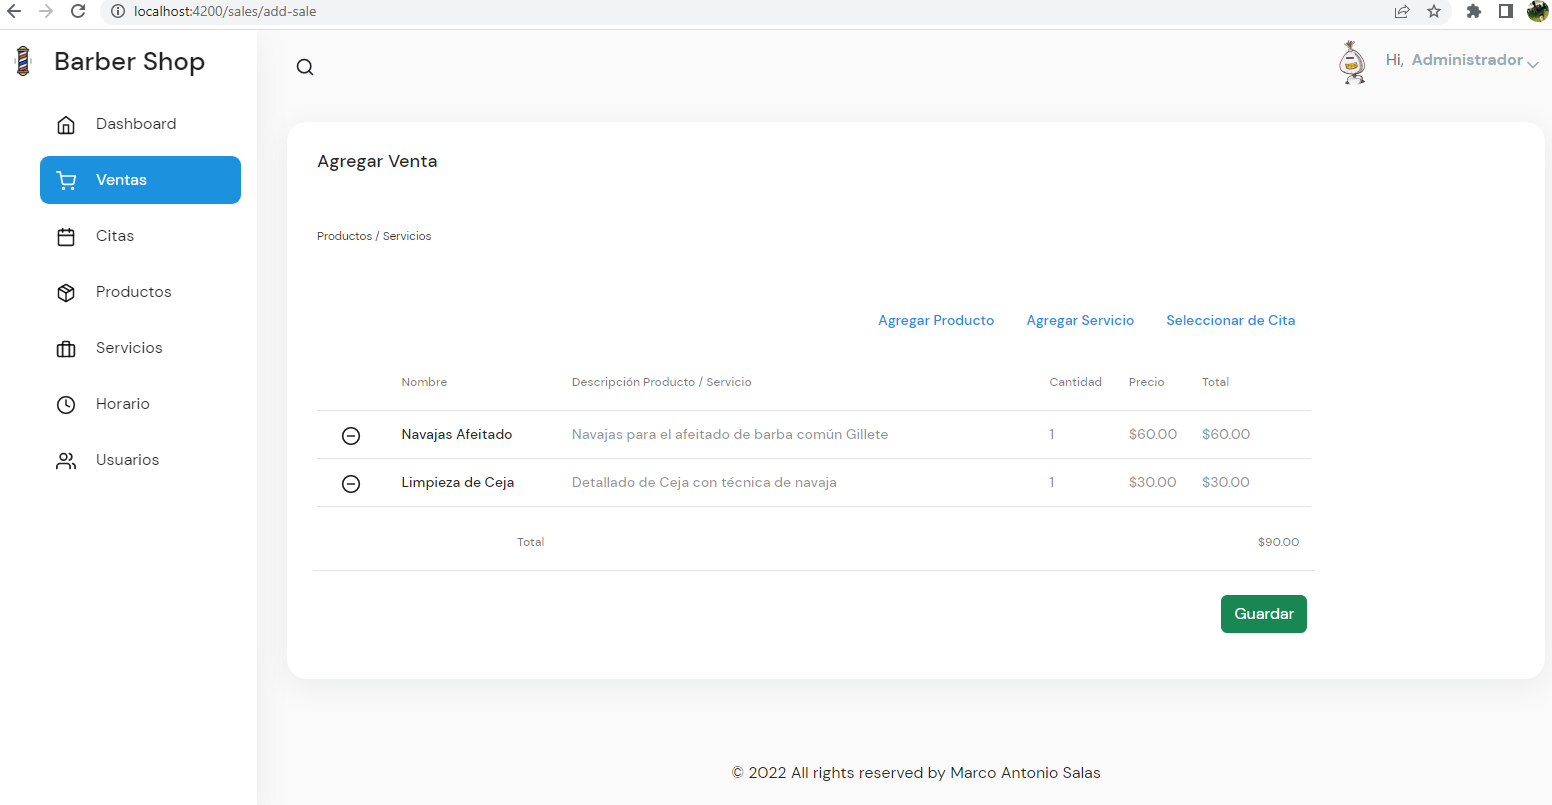 localhost:4200/sales/add-sale
Barber Shop
Hi, Administrador
Dashboard
Ventas
Citas
Productos
Servicios
Horario
Usuarios
Agregar Venta
Productos / Servicios
Agregar Producto Agregar Servicio Seleccionar de Cita
Nombre Descripción Producto / Servicio Cantidad Precio Total
Navajas Afeitado Navajas para el afeitado de barba común Gillete 1 $60.00 $60.00
Limpieza de Ceja Detallado de Ceja con técnica de navaja 1 $30.00 $30.00
Total $90.00
Guardar
© 2022 All rights reserved by Marco Antonio Salas